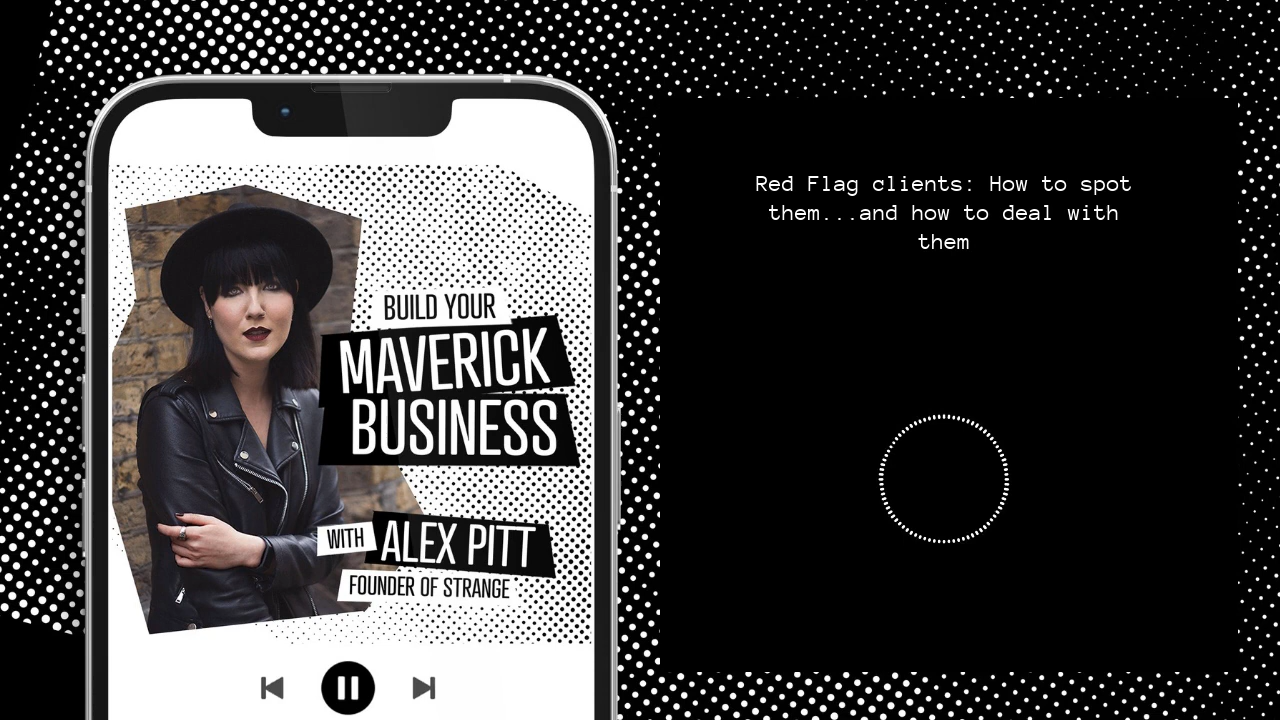 BUILD YOUR
MAVERICK
BUSINESS
WITH ALEX PITT
FOUNDER OF STRANGE
Red Flag clients: How to spot
them...and how to deal with
them